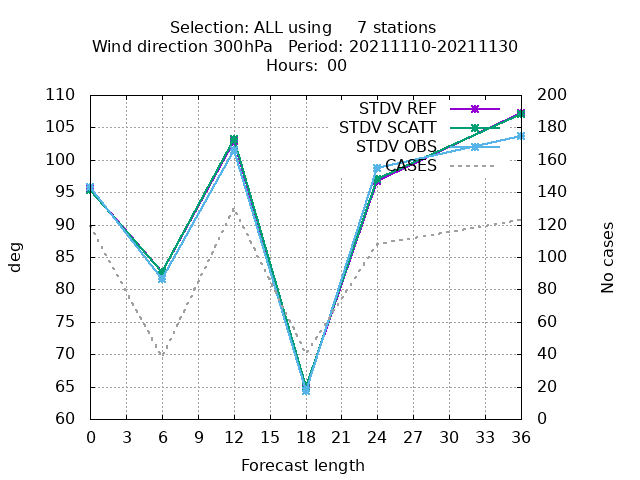 Selection: ALL using 7 stations
Wind direction 300hPa Period: 20211110-20211130
Hours: 00
110 200
105 180
100 160
95 140
90 120
85 100
80 80
75 60
70 40
65 20
60 0
STDV REF
STDV SCATT
STDV OBS
CASES
deg
No cases
0 3 6 9 12 15 18 21 24 27 30 33 36
Forecast length